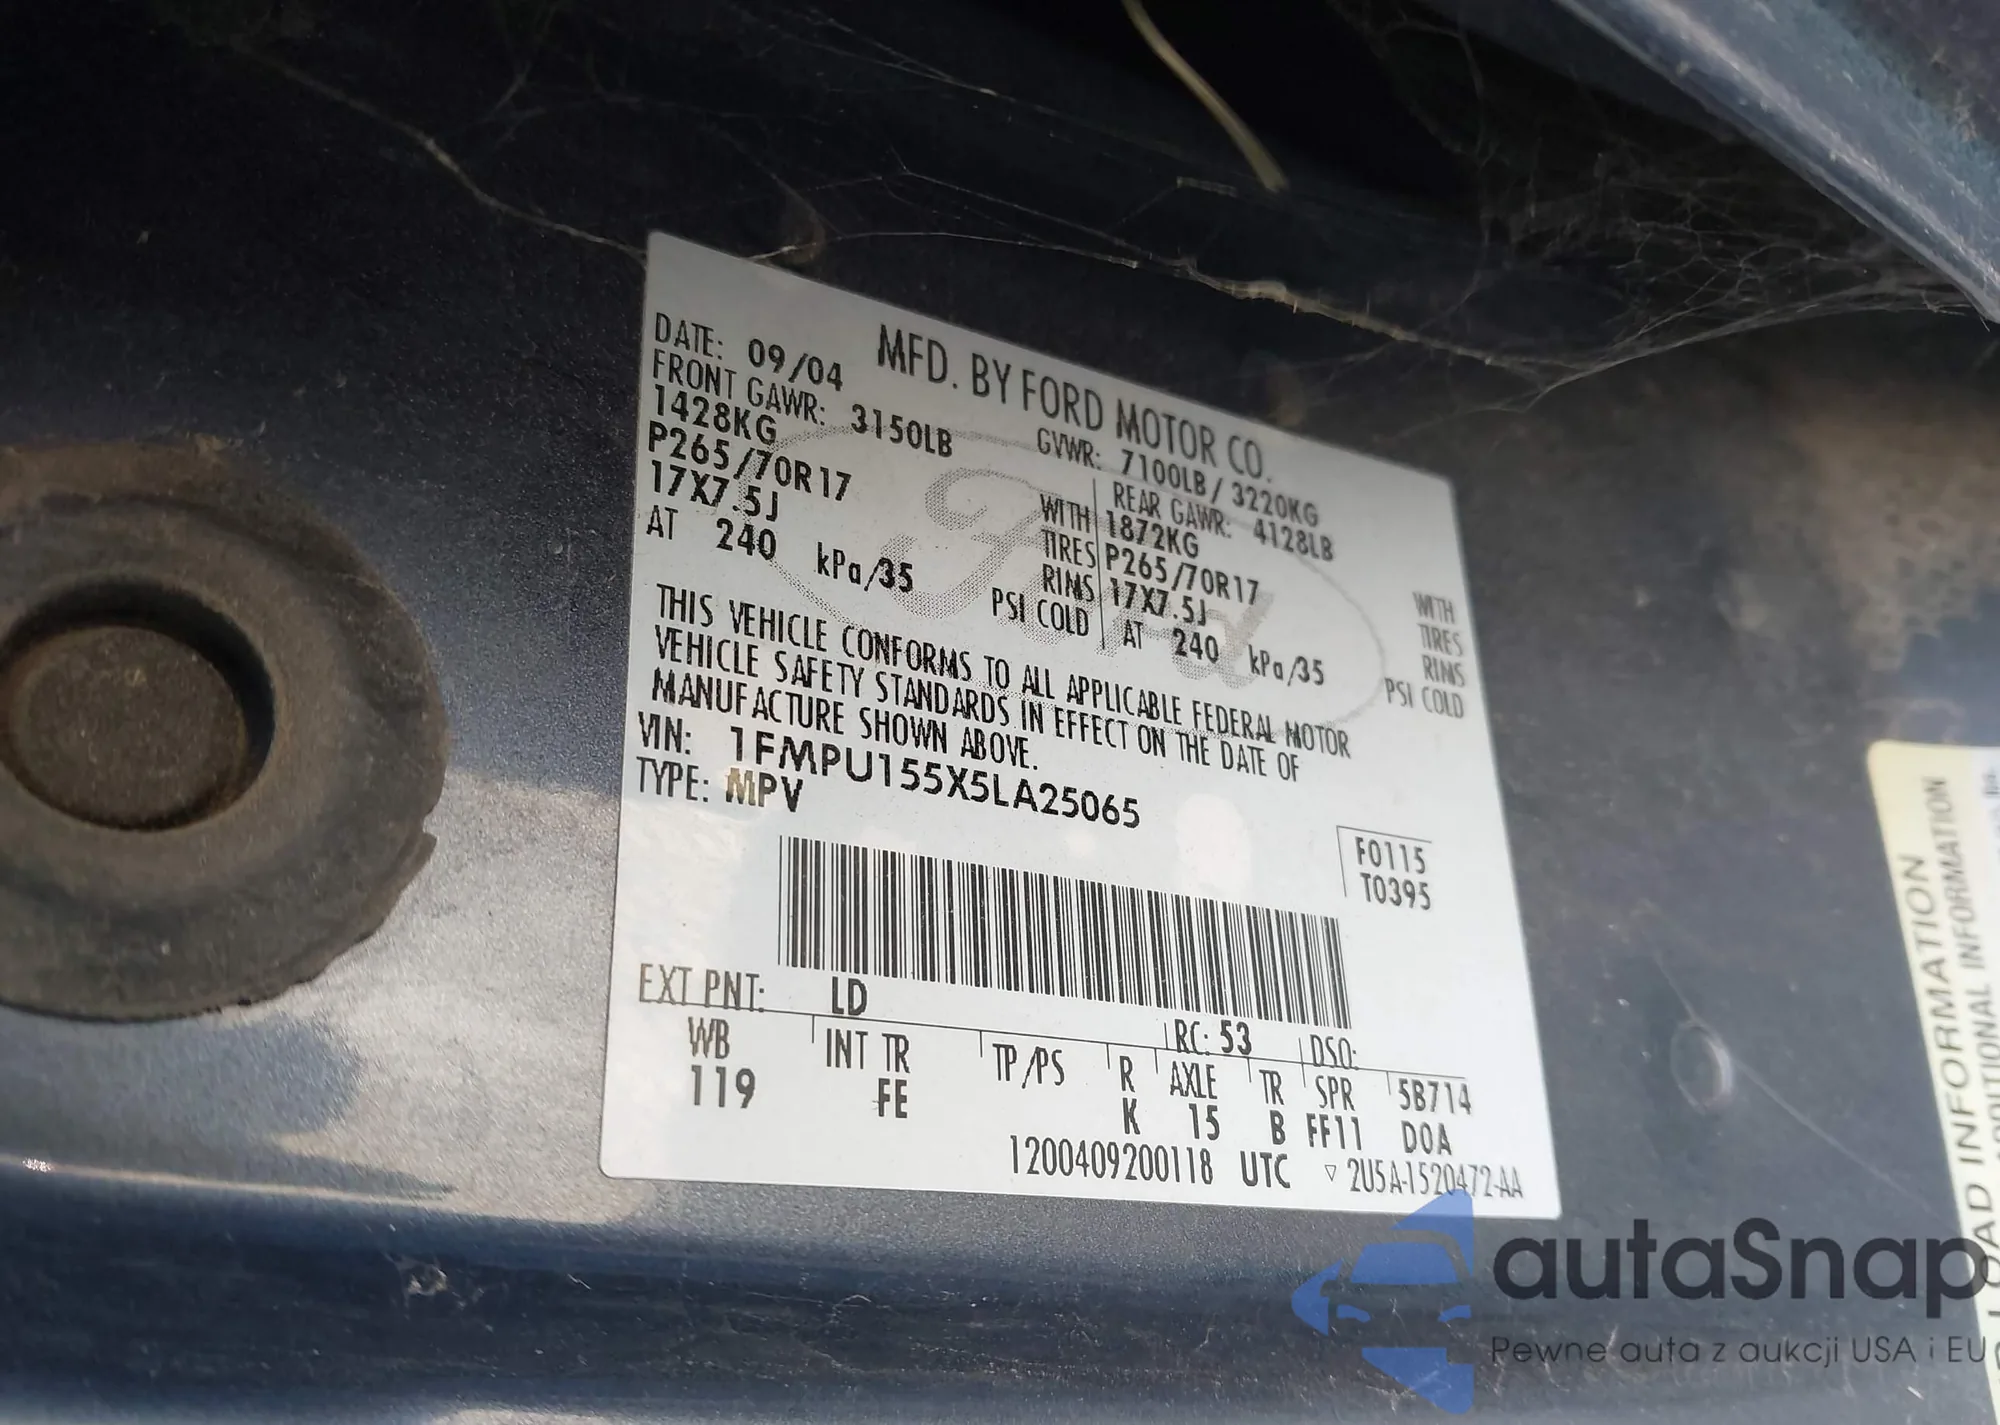 MFD. BY FORD MOTOR CO.
DATE: 09/04
GVWR: 7100LB / 3220KG
FRONT GAWR: 3150LB
REAR GAWR: 4128LB
1428KG WITH 1872KG WITH
P265/70R17 TIRES P265/70R17 TIRES
17X7.5J RIMS 17X7.5J RIMS
AT 240 kPa/35 PSI COLD AT 240 kPa/35 PSI COLD
THIS VEHICLE CONFORMS TO ALL APPLICABLE FEDERAL MOTOR
VEHICLE SAFETY STANDARDS IN EFFECT ON THE DATE OF
MANUFACTURE SHOWN ABOVE.
VIN: 1FMPU155X5LA25065
TYPE: MPV
F0115
T0395
EXT PNT: LD
RC: 53 DSO:
WB INT TR TP/PS R AXLE TR SPR 5B714
119 FE K 15 B FF11 D0A
1200409200118 UTC ▽ 2U5A-1520472-AA
Ford
INFORMATION
AD INFORMATION
autaSnap
Pewne auta z aukcji USA i EU